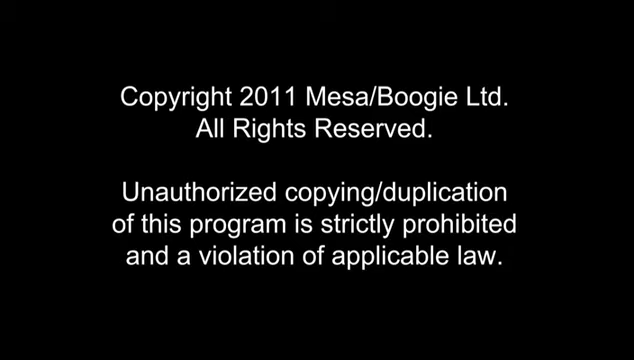 Copyright 2011 Mesa/Boogie Ltd.
All Rights Reserved.
Unauthorized copying/duplication
of this program is strictly prohibited
and a violation of applicable law.